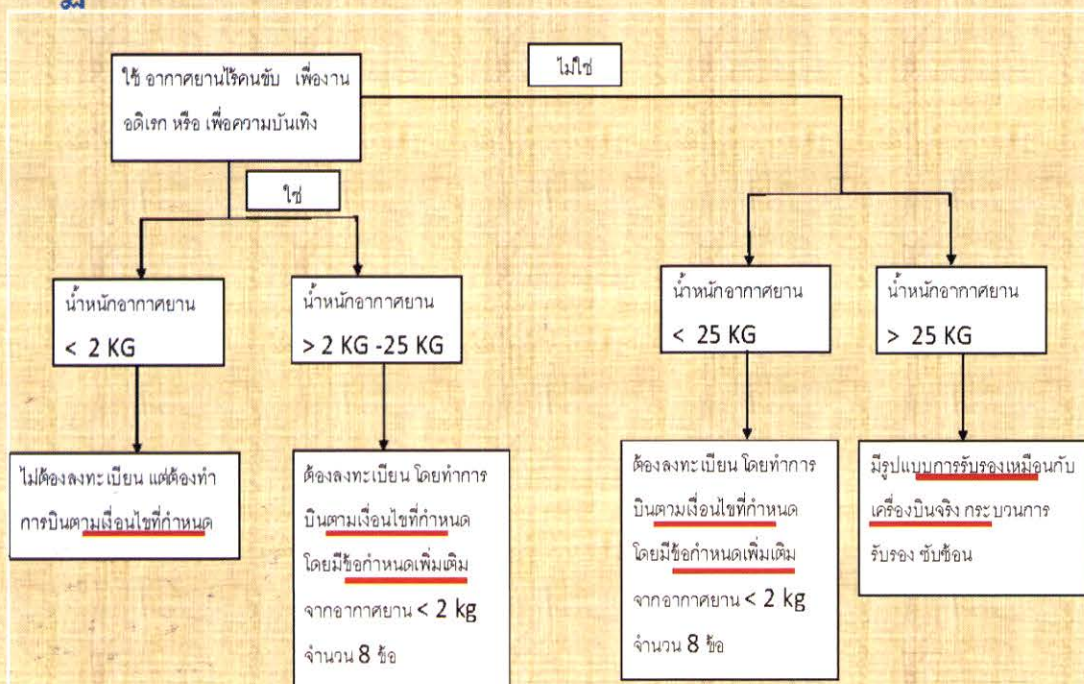 ใช้ อากาศยานไร้คนขับ เพื่องาน
อดิเรก หรือ เพื่อความบันเทิง
ไม่ใช่
ใช่
น้ำหนักอากาศยาน
< 2 KG
น้ำหนักอากาศยาน
> 2 KG -25 KG
น้ำหนักอากาศยาน
< 25 KG
น้ำหนักอากาศยาน
> 25 KG
ไม่ต้องลงทะเบียน แต่ต้องทำ
การบินตามเงื่อนไขที่กำหนด
ต้องลงทะเบียน โดยทำการ
บินตามเงื่อนไขที่กำหนด
โดยมีข้อกำหนดเพิ่มเติม
จากอากาศยาน < 2 kg
จำนวน 8 ข้อ
ต้องลงทะเบียน โดยทำการ
บินตามเงื่อนไขที่กำหนด
โดยมีข้อกำหนดเพิ่มเติม
จากอากาศยาน < 2 kg
จำนวน 8 ข้อ
มีรูปแบบการรับรองเหมือนกับ
เครื่องบินจริง กระบวนการ
รับรอง ซับซ้อน